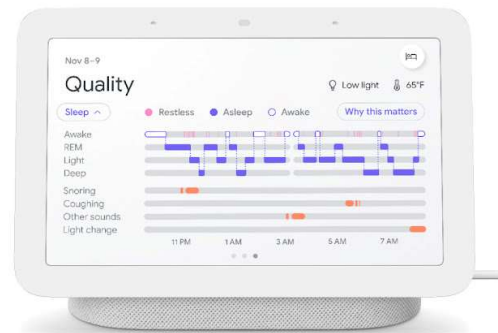 Nov 8–9
Quality
Low light 65°F
Sleep Restless Asleep Awake Why this matters
Awake
REM
Light
Deep
Snoring
Coughing
Other sounds
Light change
11 PM 1 AM 3 AM 5 AM 7 AM